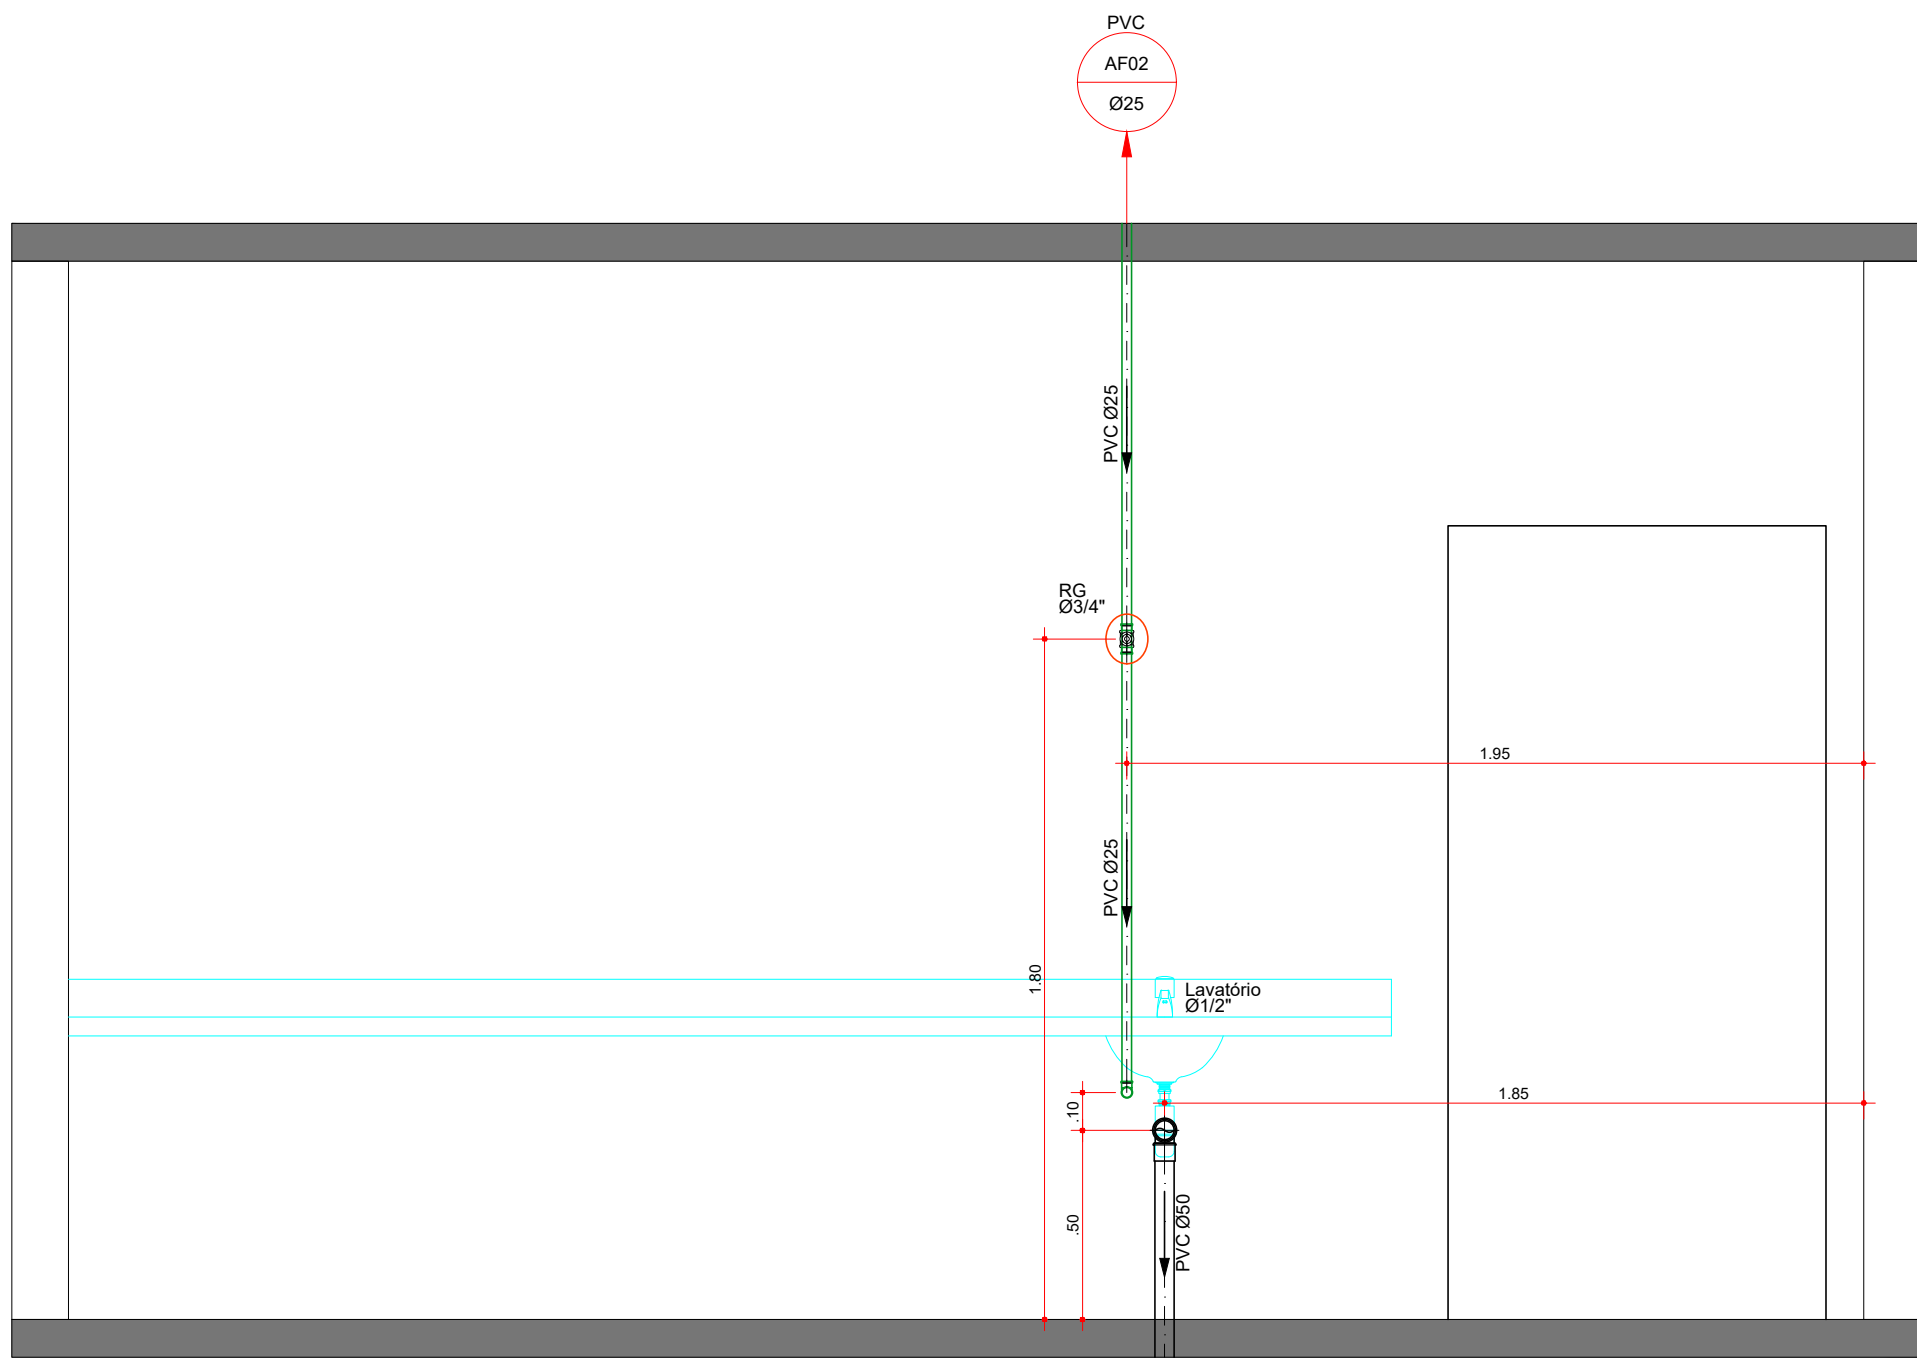 PVC
AF02
Ø25
PVC Ø25
RG
Ø3/4"
1.95
PVC Ø25
1.80
Lavatório
Ø1/2"
.10
1.85
.50
PVC Ø50